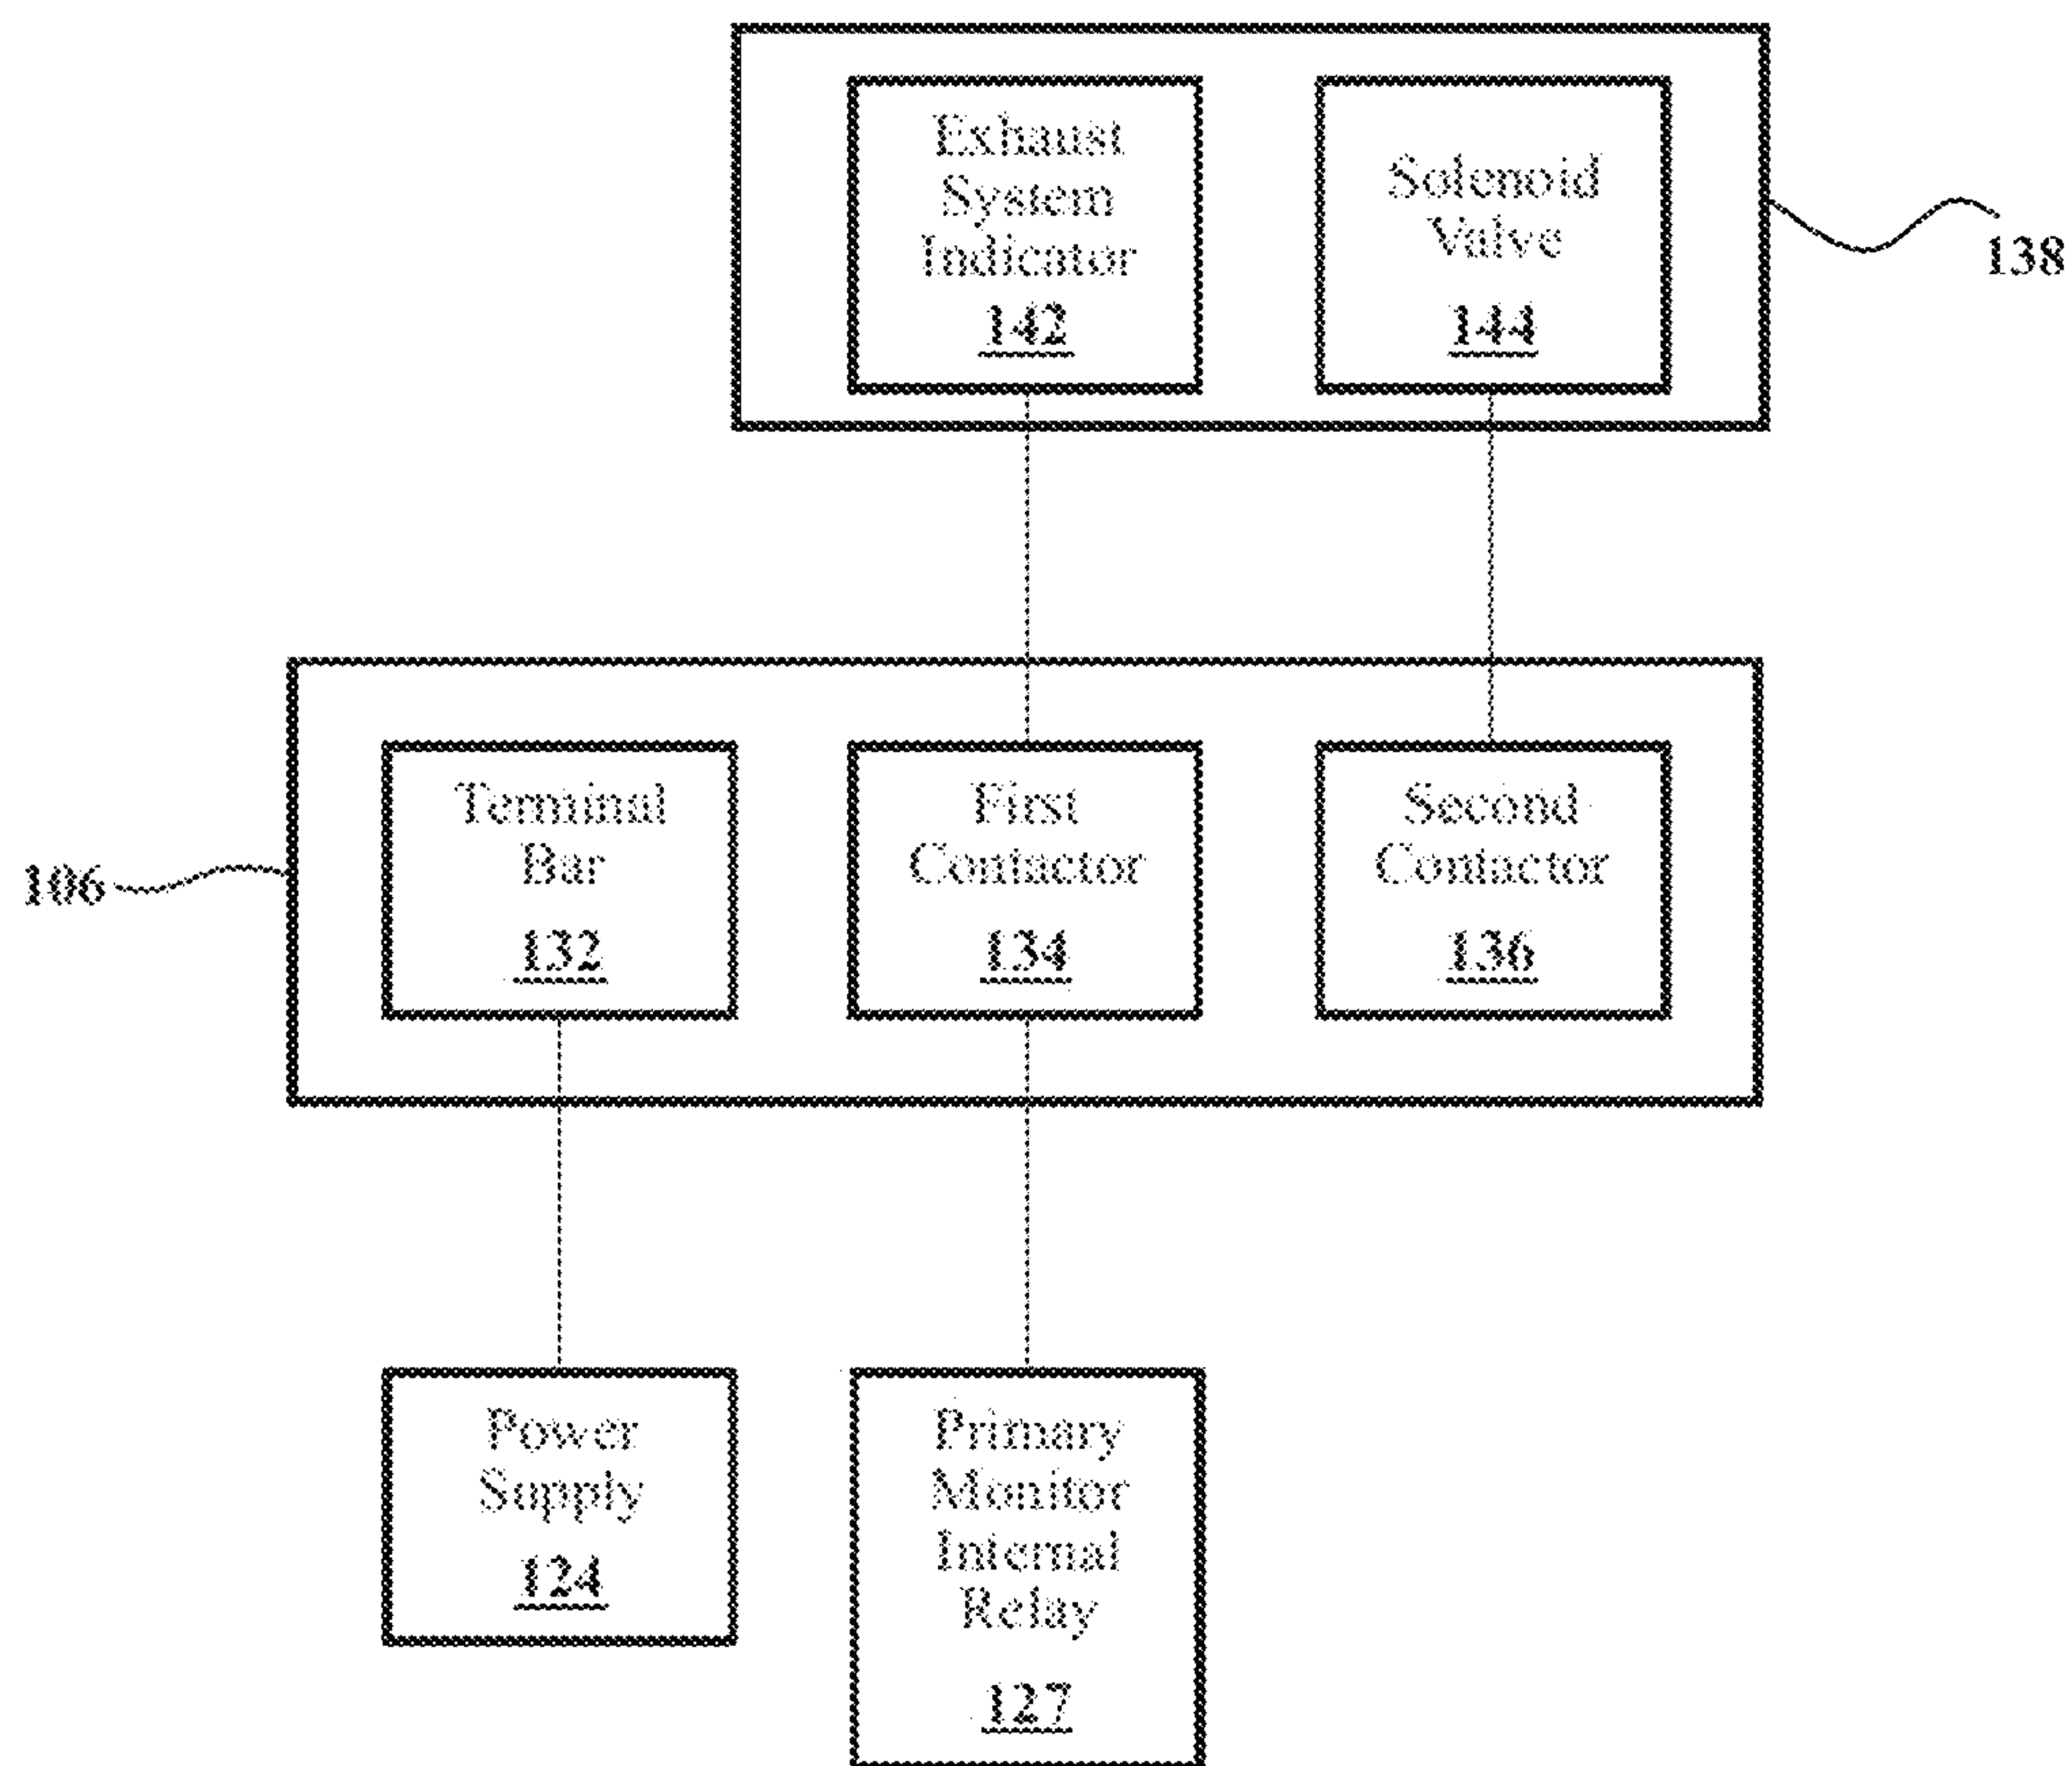 Exhaust
System
Indicator
142
Solenoid
Valve
144
138
106
Terminal
Bar
132
First
Contactor
134
Second
Contactor
136
Power
Supply
124
Primary
Monitor
Internal
Relay
127